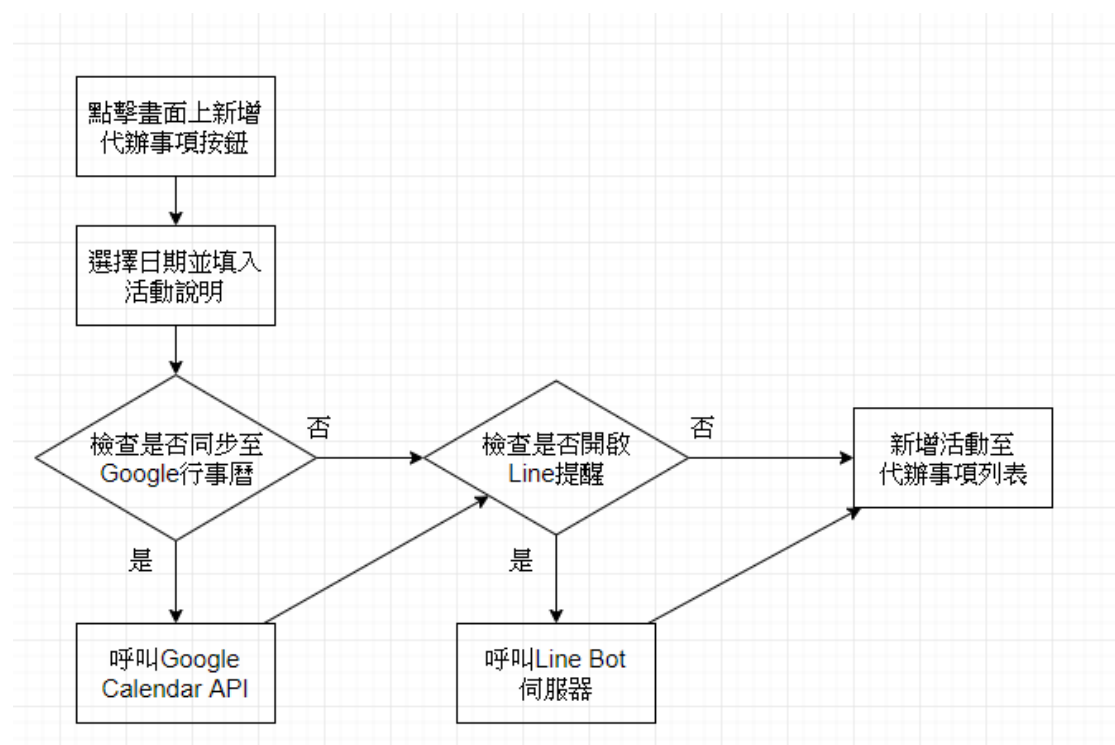 點擊畫面上新增
代辦事項按鈕
選擇日期並填入
活動說明
檢查是否同步至
Google行事曆
否
是
呼叫Google
Calendar API
檢查是否開啟
Line提醒
否
是
呼叫Line Bot
伺服器
新增活動至
代辦事項列表